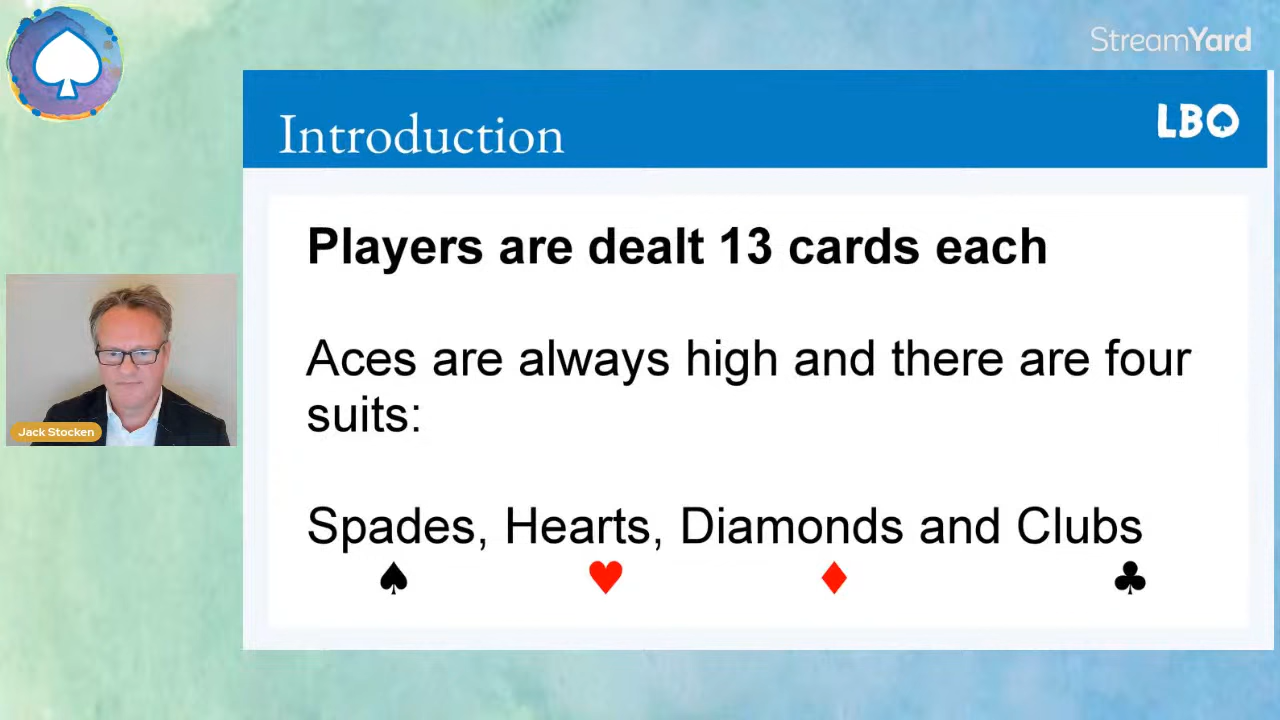 StreamYard
Introduction
LBO
Players are dealt 13 cards each
Aces are always high and there are four
suits:
Spades, Hearts, Diamonds and Clubs
♠ ♥ ♦ ♣
Jack Stocken